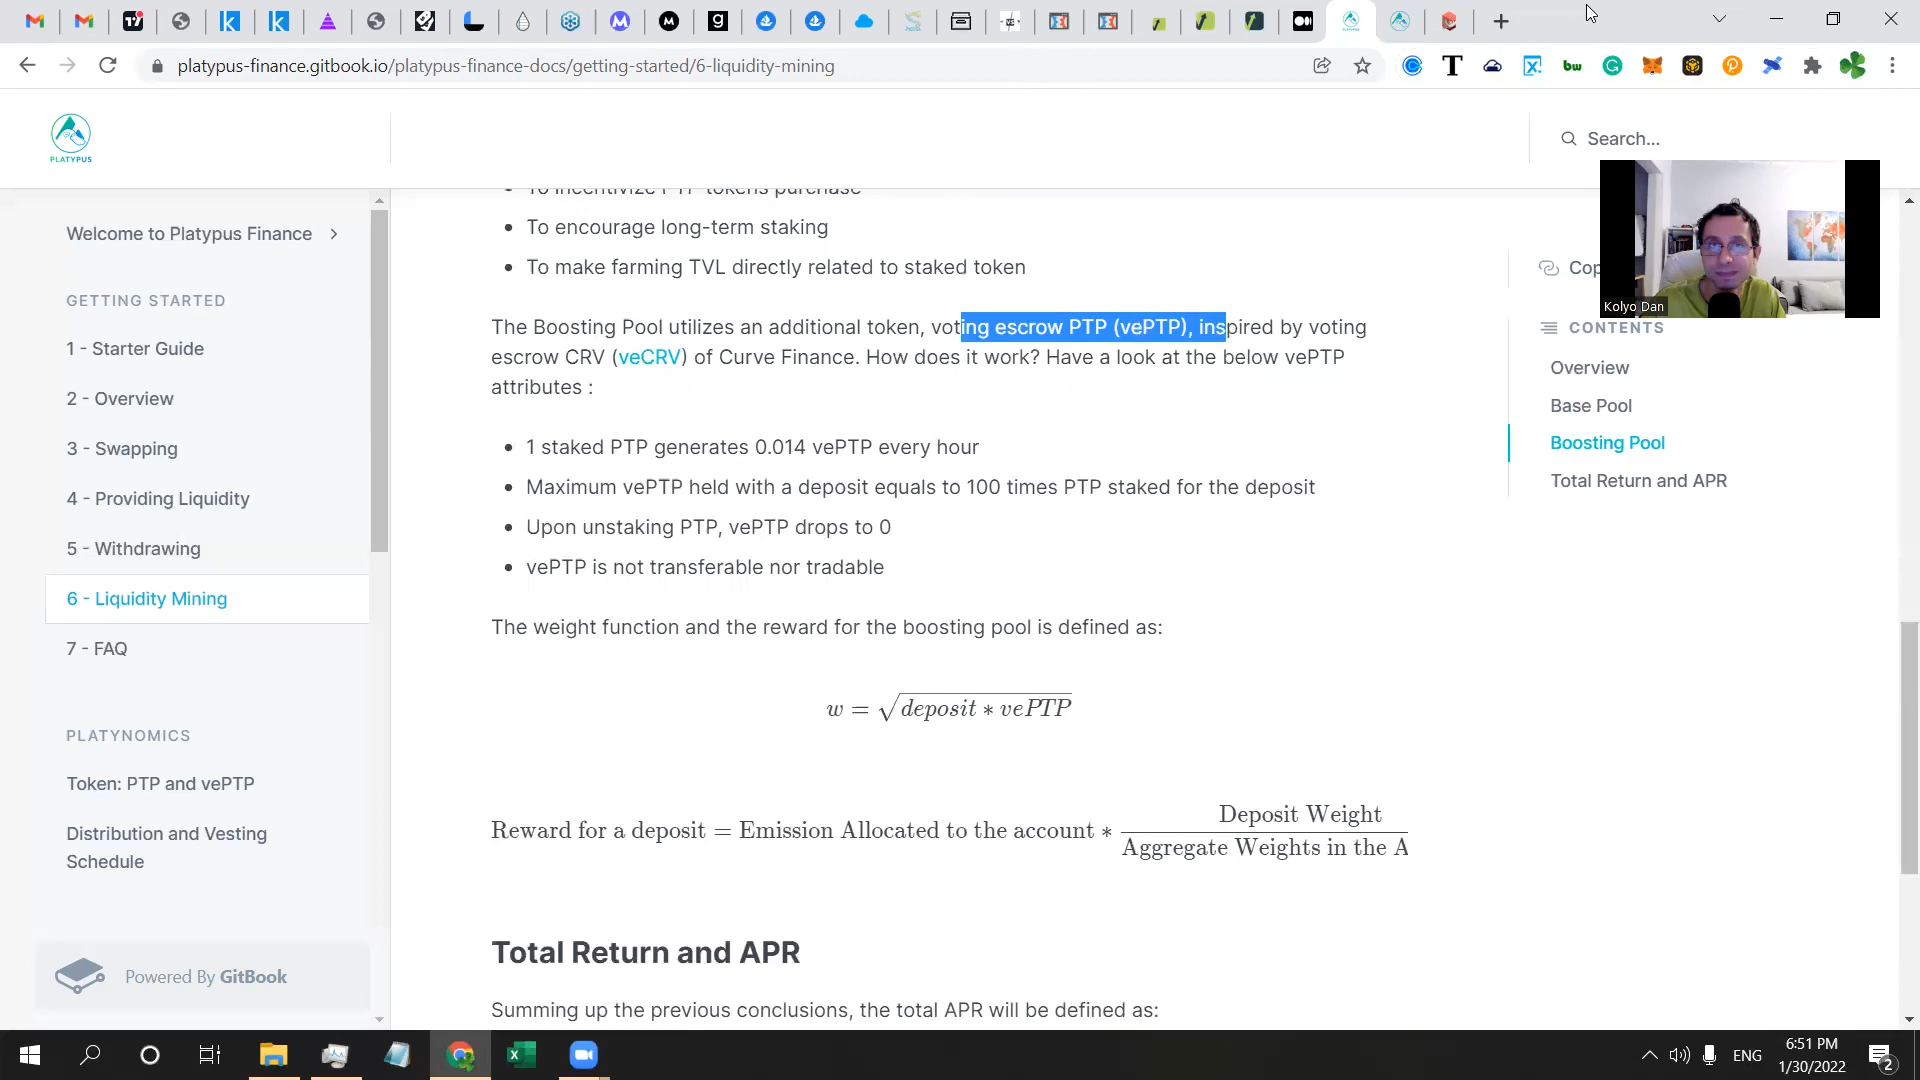 platypus-finance.gitbook.io/platypus-finance-docs/getting-started/6-liquidity-mining
PLATYPUS
Search...
Welcome to Platypus Finance
GETTING STARTED
1 - Starter Guide
2 - Overview
3 - Swapping
4 - Providing Liquidity
5 - Withdrawing
6 - Liquidity Mining
7 - FAQ
PLATYNOMICS
Token: PTP and vePTP
Distribution and Vesting
Schedule
Powered By GitBook
To incentivize PTP tokens purchase
To encourage long-term staking
To make farming TVL directly related to staked token
The Boosting Pool utilizes an additional token, voting escrow PTP (vePTP), inspired by voting
escrow CRV (veCRV) of Curve Finance. How does it work? Have a look at the below vePTP
attributes :
1 staked PTP generates 0.014 vePTP every hour
Maximum vePTP held with a deposit equals to 100 times PTP staked for the deposit
Upon unstaking PTP, vePTP drops to 0
vePTP is not transferable nor tradable
The weight function and the reward for the boosting pool is defined as:
w = √deposit * vePTP
Reward for a deposit = Emission Allocated to the account * Deposit Weight
Aggregate Weights in the A
Total Return and APR
Summing up the previous conclusions, the total APR will be defined as:
Cop
Kolyo Dan
CONTENTS
Overview
Base Pool
Boosting Pool
Total Return and APR
ENG
6:51 PM
1/30/2022
2